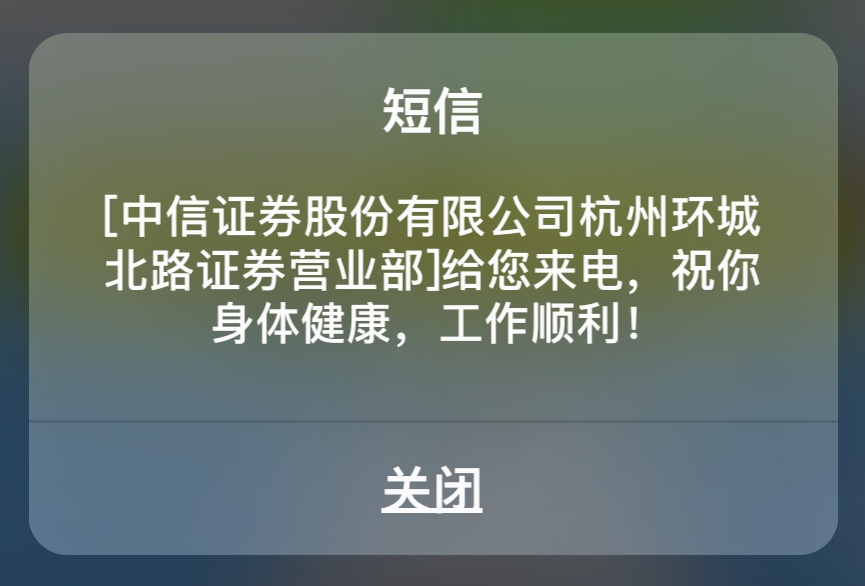 短信
[中信证券股份有限公司杭州环城
北路证券营业部]给您来电，祝你
身体健康，工作顺利！
关闭